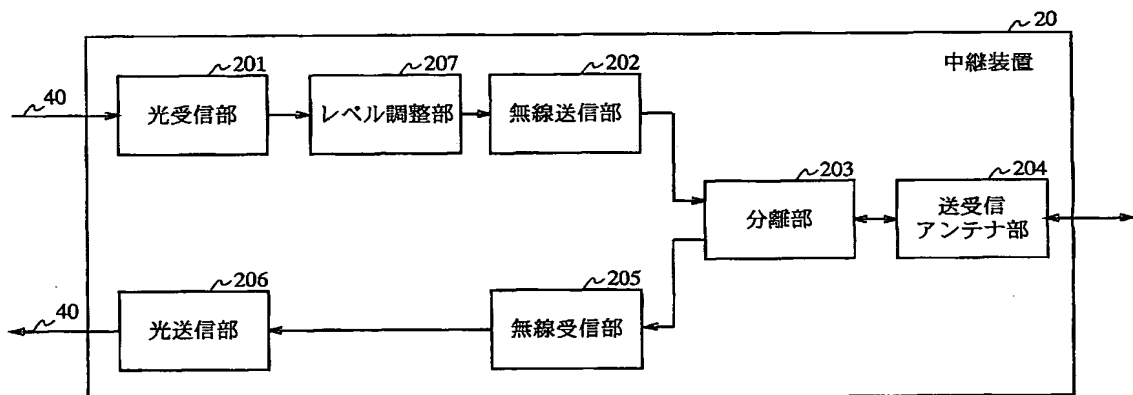 20
中継装置
201
207
202
40
光受信部
レベル調整部
無線送信部
203
204
分離部
送受信
アンテナ部
206
205
40
光送信部
無線受信部